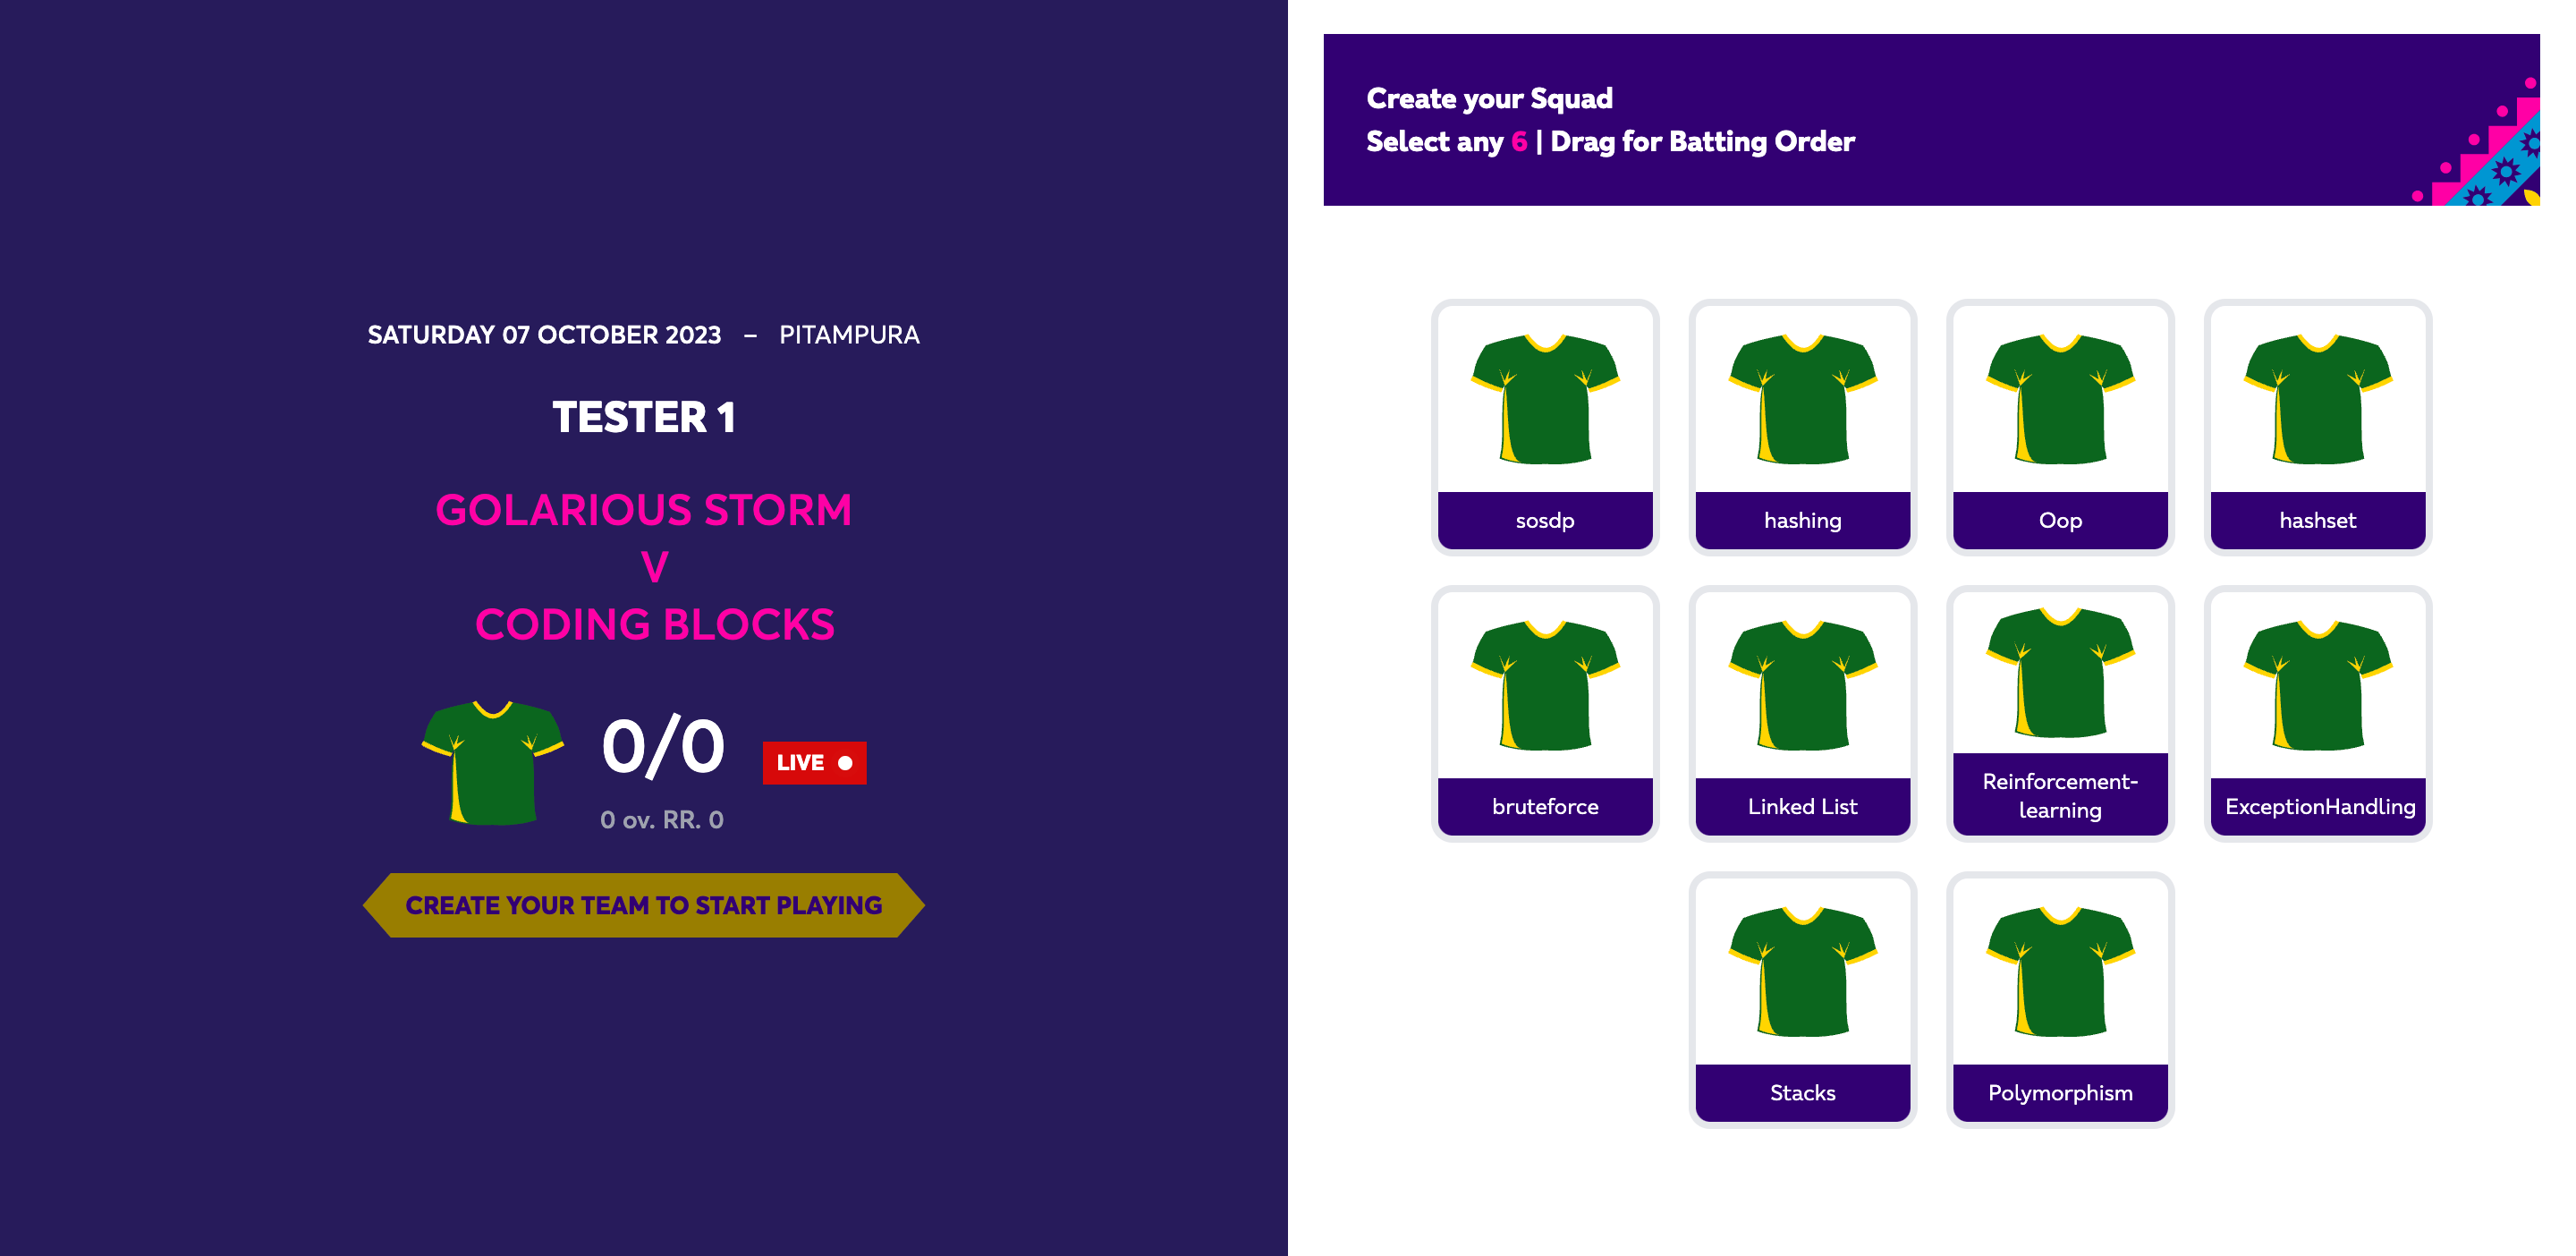 SATURDAY 07 OCTOBER 2023 – PITAMPURA
TESTER 1
GOLARIOUS STORM
V
CODING BLOCKS
0/0
LIVE
0 ov. RR. 0
CREATE YOUR TEAM TO START PLAYING
Create your Squad
Select any 6 | Drag for Batting Order
sosdp
hashing
Oop
hashset
bruteforce
Linked List
Reinforcement-
learning
ExceptionHandling
Stacks
Polymorphism